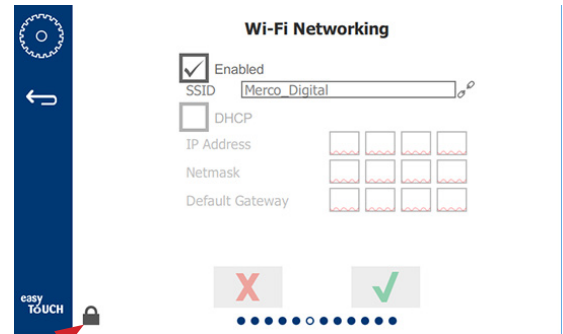 Wi-Fi Networking
Enabled
SSID Merco_Digital
DHCP
IP Address
Netmask
Default Gateway
easy
TOUCH